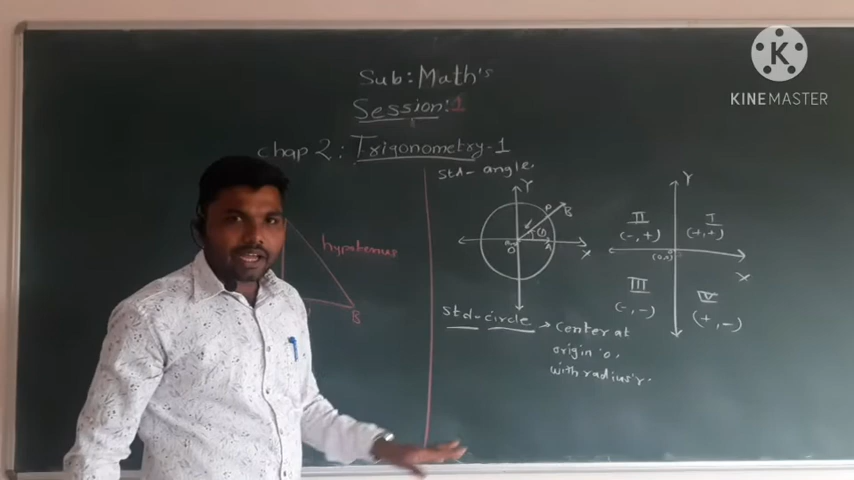 Sub: Math's
Session: 1
chap 2: Trigonometry-1
hypotenus
B
Std-angle
Y
P
B
A
O
X
Std-circle → Center at
origin 'o,
with radius 'r.
Y
II
(-,+)
I
(+,+)
(0,0)
X
III
(-,-)
IV
(+,-)
K
KINEMASTER